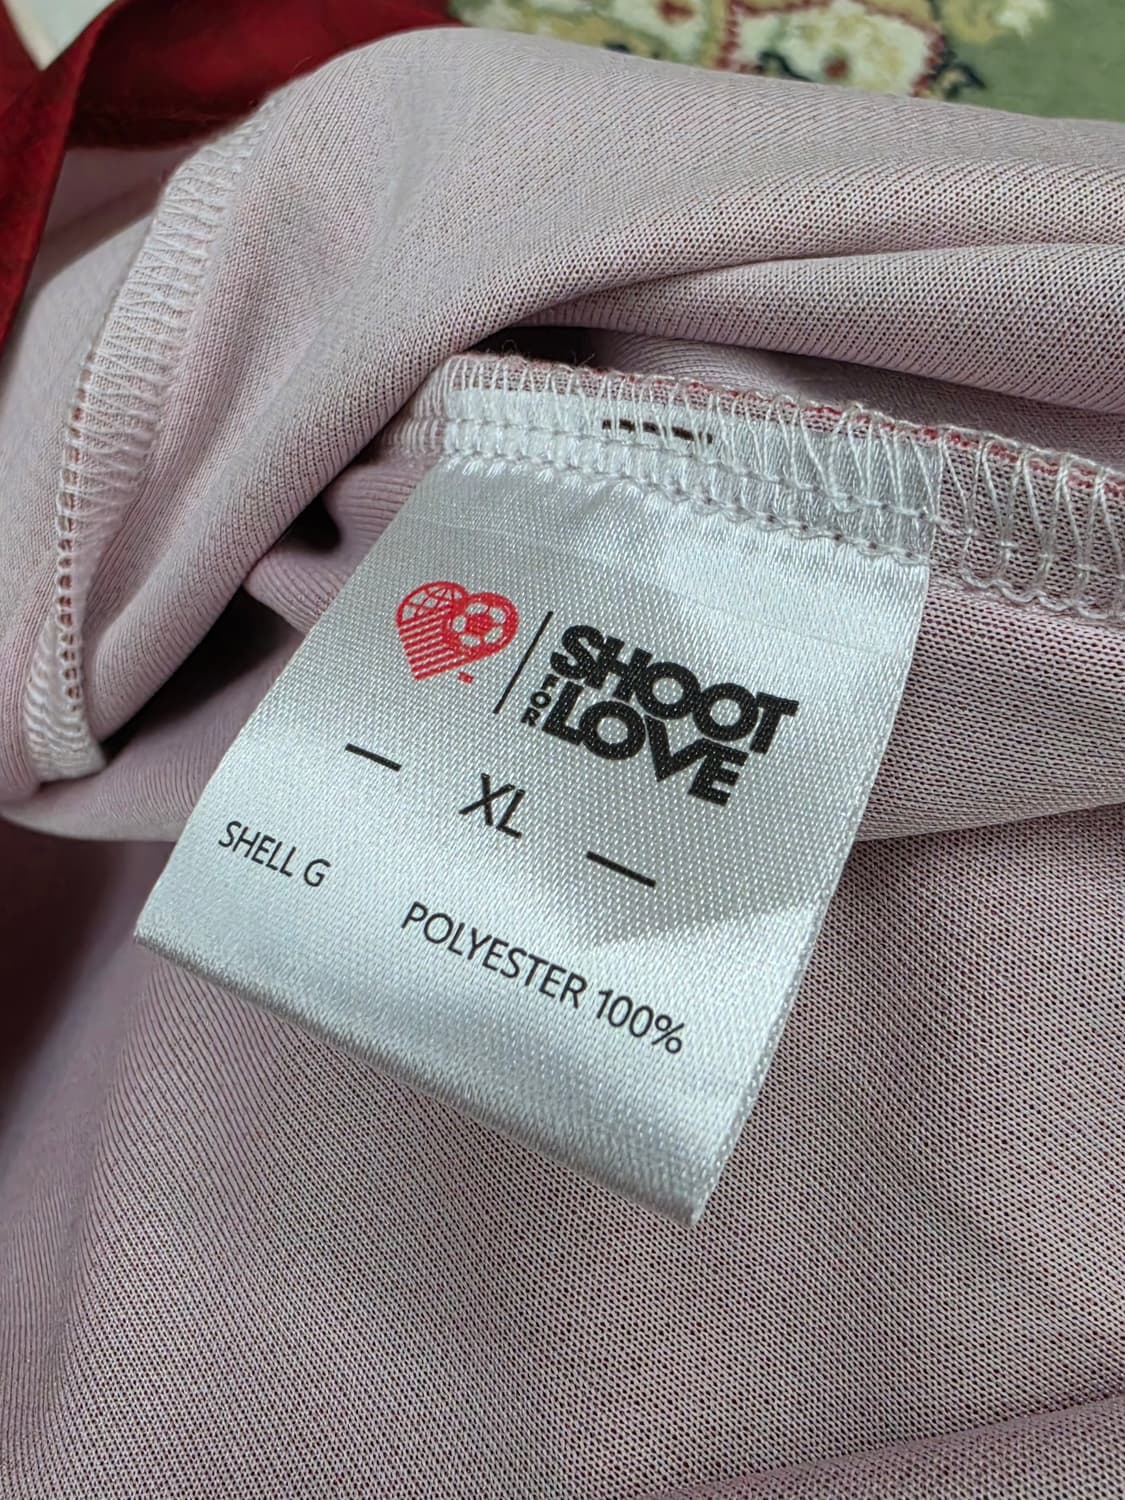 SHOOT
FOR LOVE
— XL —
SHELL G
POLYESTER 100%